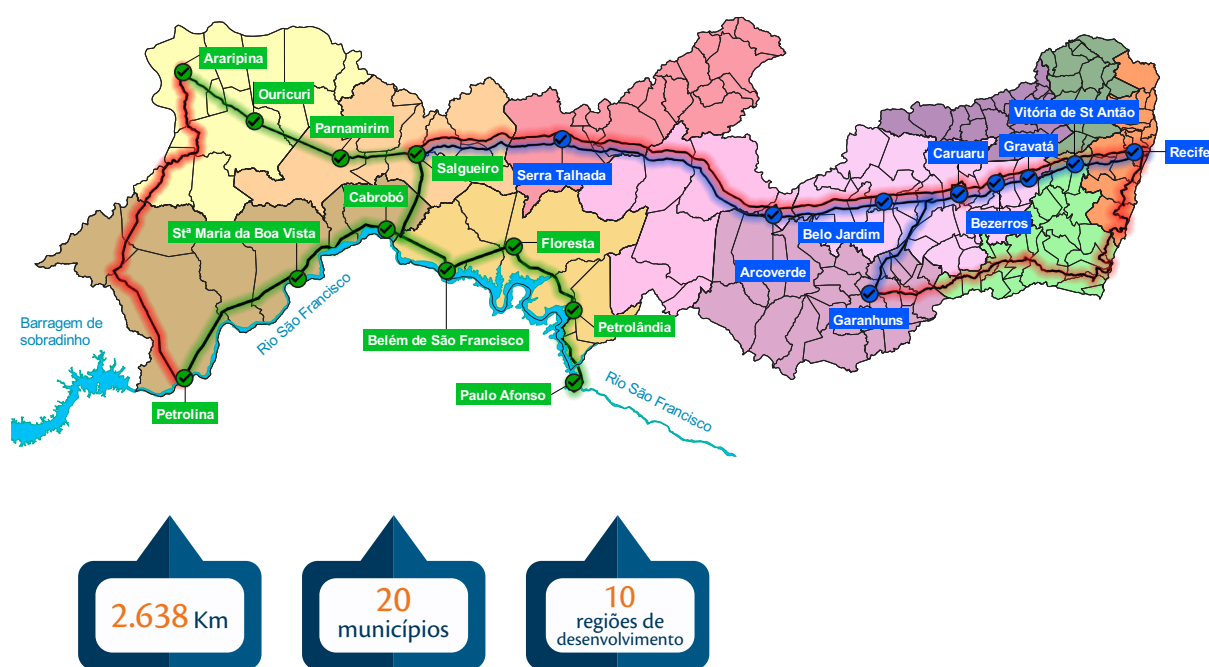 Araripina
Ouricuri
Parnamirim
Salgueiro
Serra Talhada
Vitória de St Antão
Gravatá
Caruaru
Recife
Cabrobó
Stª Maria da Boa Vista
Floresta
Belo Jardim
Bezerros
Arcoverde
Garanhuns
Rio São Francisco
Barragem de
sobradinho
Belém de São Francisco
Petrolândia
Paulo Afonso
Rio São Francisco
Petrolina
2.638 Km
20
municípios
10
regiões de
desenvolvimento